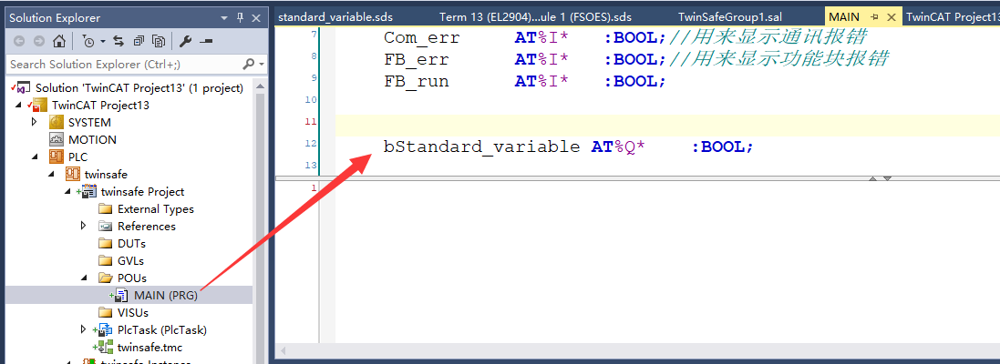 Solution Explorer
Search Solution Explorer (Ctrl+;)
Solution 'TwinCAT Project13' (1 project)
TwinCAT Project13
SYSTEM
MOTION
PLC
twinsafe
twinsafe Project
External Types
References
DUTs
GVLs
POUs
MAIN (PRG)
VISUs
PlcTask (PlcTask)
twinsafe.tmc
twinsafe Instance
standard_variable.sds
Term 13 (EL2904)...ule 1 (FSOES).sds
TwinSafeGroup1.sal
MAIN
TwinCAT Project13
7 Com_err AT%I* :BOOL;//用来显示通讯报错
8 FB_err AT%I* :BOOL;//用来显示功能块报错
9 FB_run AT%I* :BOOL;
10
11
12 bStandard_variable AT%Q* :BOOL;
13
1